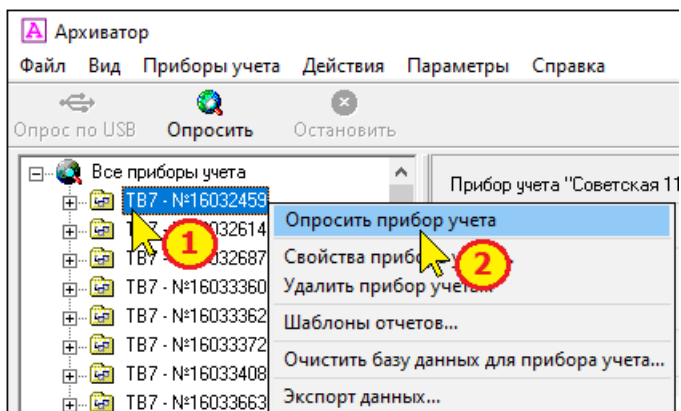 Архиватор
Файл Вид Приборы учета Действия Параметры Справка
Опрос по USB Опросить Остановить
Все приборы учета
Прибор учета "Советская 11
ТВ7 - №16032459
Опросить прибор учета
ТВ7 - №16032614
1
2
ТВ7 - №16032687
Свойства прибора
Удалить прибор учета...
ТВ7 - №16033360
ТВ7 - №16033362
Шаблоны отчетов...
ТВ7 - №16033372
Очистить базу данных для прибора учета...
ТВ7 - №16033408
Экспорт данных...
ТВ7 - №16033663